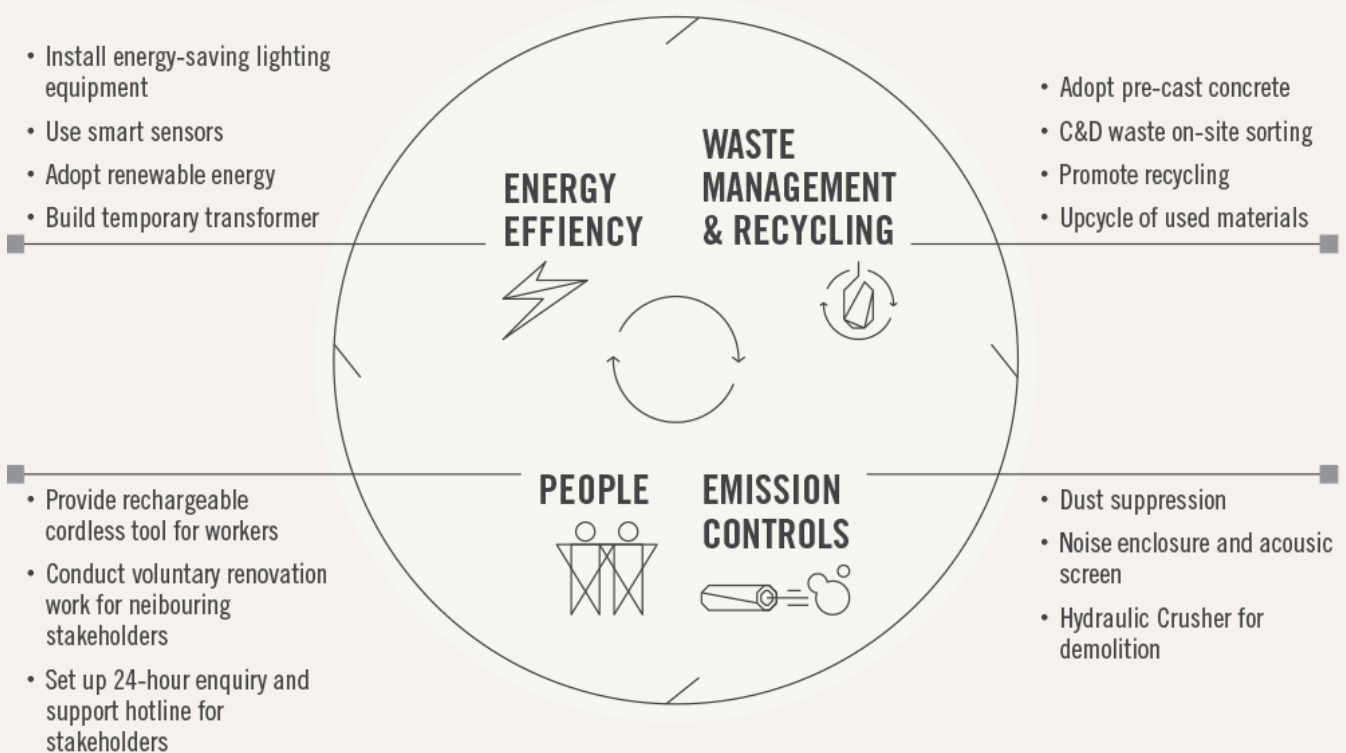 • Install energy-saving lighting
equipment
• Use smart sensors
• Adopt renewable energy
• Build temporary transformer
ENERGY
EFFIENCY
WASTE
MANAGEMENT
& RECYCLING
• Adopt pre-cast concrete
• C&D waste on-site sorting
• Promote recycling
• Upcycle of used materials
PEOPLE
• Provide rechargeable
cordless tool for workers
• Conduct voluntary renovation
work for neibouring
stakeholders
• Set up 24-hour enquiry and
support hotline for
stakeholders
EMISSION
CONTROLS
• Dust suppression
• Noise enclosure and acousic
screen
• Hydraulic Crusher for
demolition